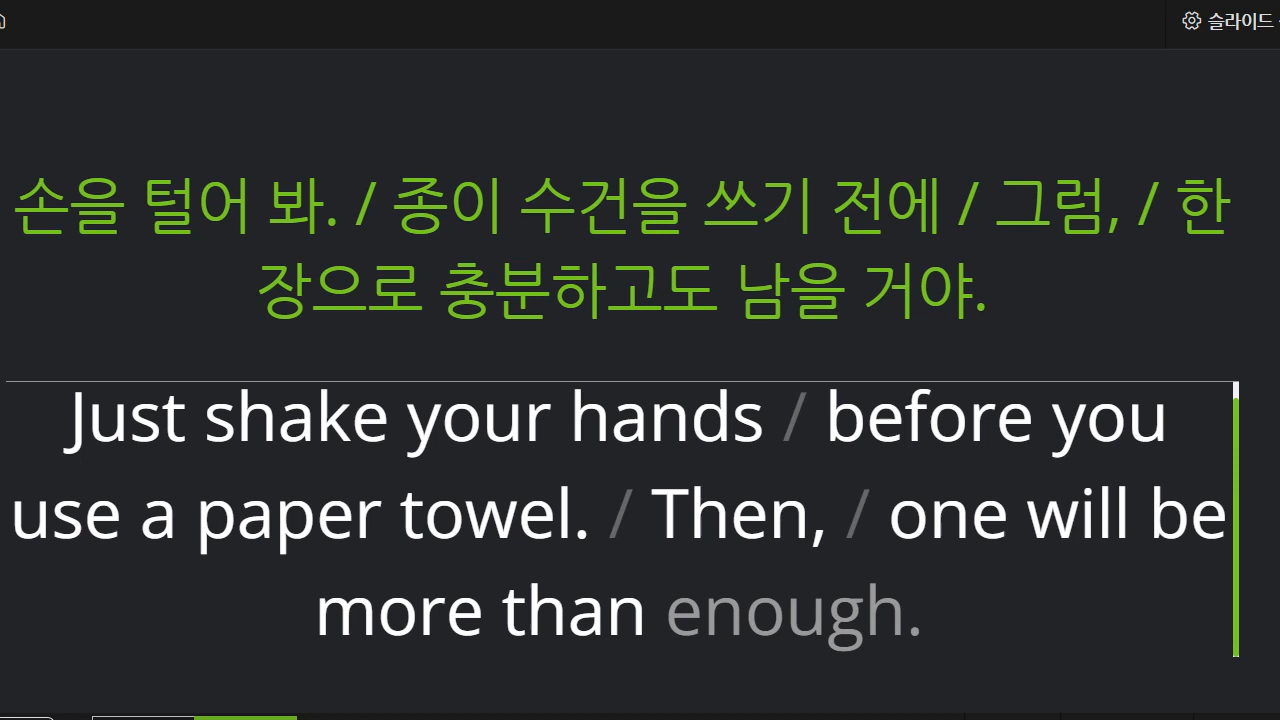 슬라이드
손을 털어 봐. / 종이 수건을 쓰기 전에 / 그럼, / 한
장으로 충분하고도 남을 거야.
Just shake your hands / before you
use a paper towel. / Then, / one will be
more than enough.